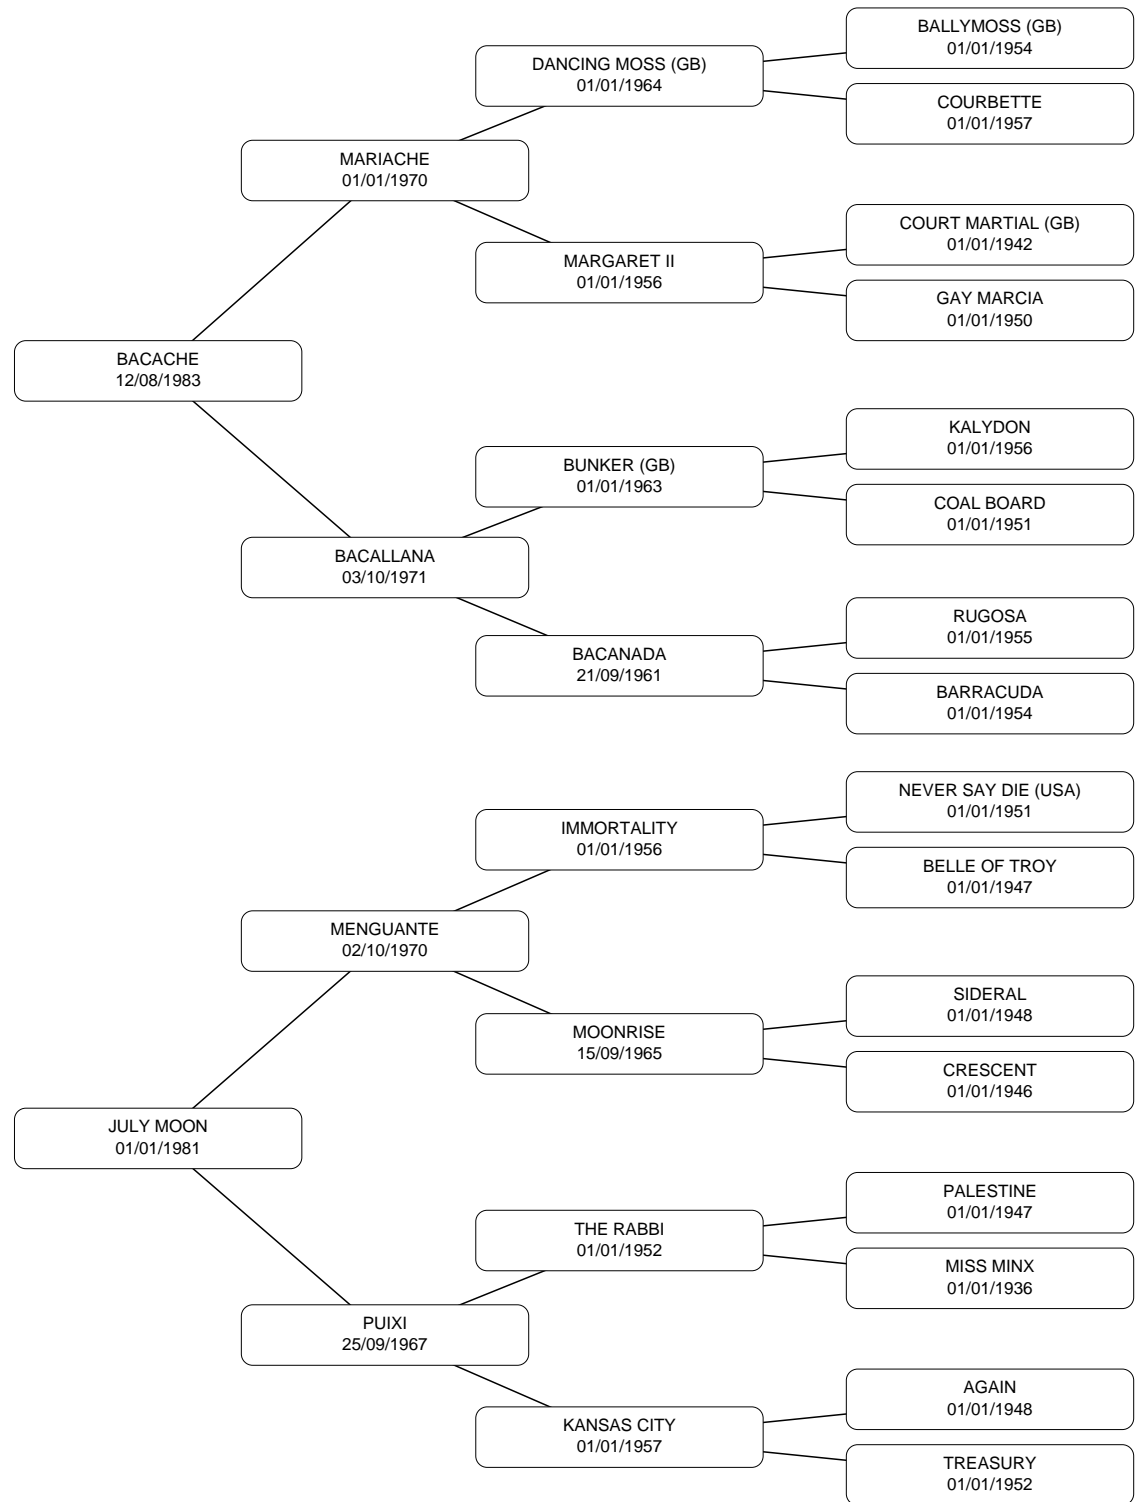 BALLYMOSS (GB)
01/01/1954
DANCING MOSS (GB)
01/01/1964
COURBETTE
01/01/1957
MARIACHE
01/01/1970
COURT MARTIAL (GB)
01/01/1942
MARGARET II
01/01/1956
GAY MARCIA
01/01/1950
BACACHE
12/08/1983
KALYDON
01/01/1956
BUNKER (GB)
01/01/1963
COAL BOARD
01/01/1951
BACALLANA
03/10/1971
RUGOSA
01/01/1955
BACANADA
21/09/1961
BARRACUDA
01/01/1954
NEVER SAY DIE (USA)
01/01/1951
IMMORTALITY
01/01/1956
BELLE OF TROY
01/01/1947
MENGUANTE
02/10/1970
SIDERAL
01/01/1948
MOONRISE
15/09/1965
CRESCENT
01/01/1946
JULY MOON
01/01/1981
PALESTINE
01/01/1947
THE RABBI
01/01/1952
MISS MINX
01/01/1936
PUIXI
25/09/1967
AGAIN
01/01/1948
KANSAS CITY
01/01/1957
TREASURY
01/01/1952